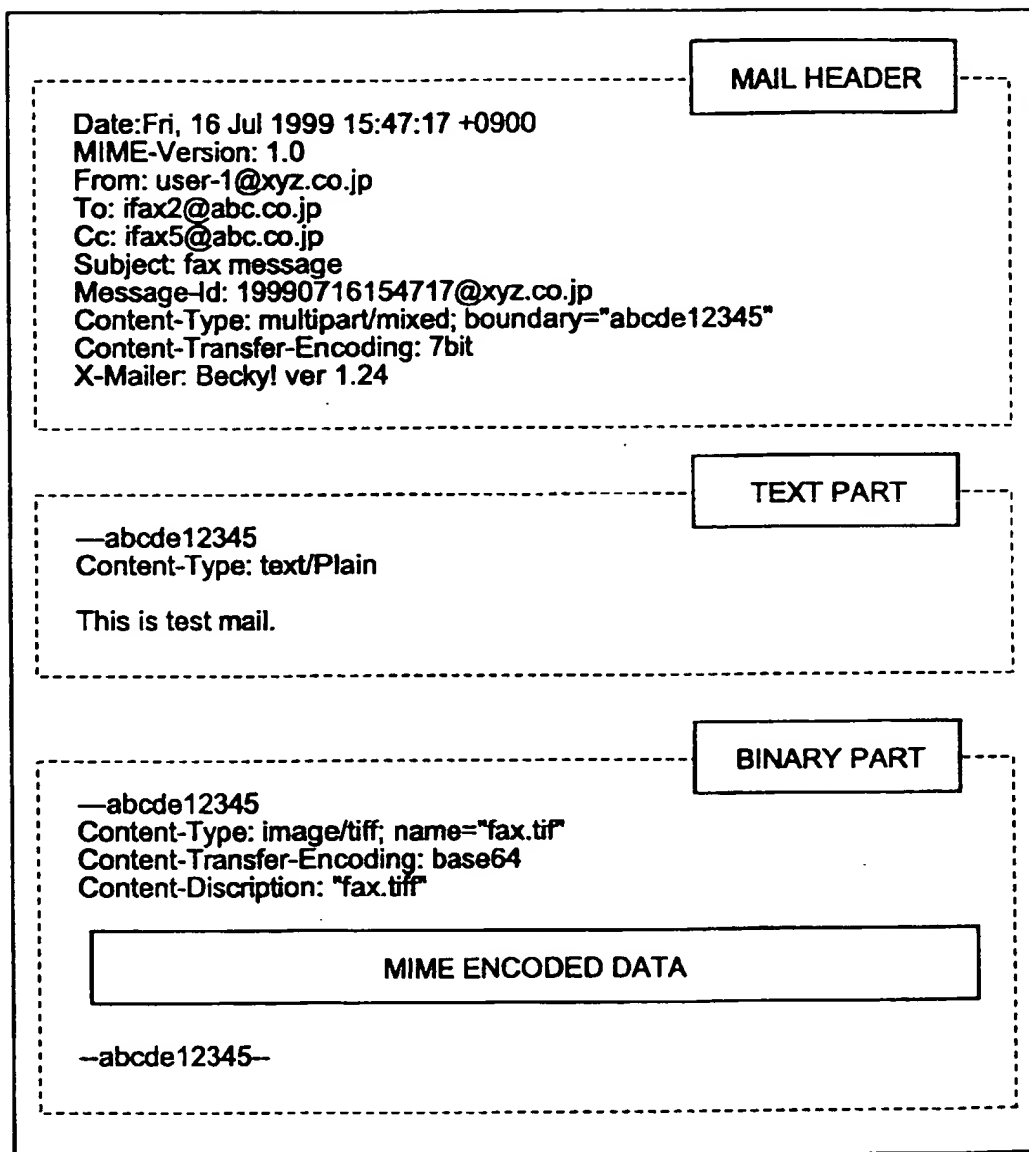 MAIL HEADER
Date:Fri, 16 Jul 1999 15:47:17 +0900
MIME-Version: 1.0
From: user-1@xyz.co.jp
To: ifax2@abc.co.jp
Cc: ifax5@abc.co.jp
Subject: fax message
Message-Id: 19990716154717@xyz.co.jp
Content-Type: multipart/mixed; boundary="abcde12345"
Content-Transfer-Encoding: 7bit
X-Mailer: Becky! ver 1.24
TEXT PART
—abcde12345
Content-Type: text/Plain
This is test mail.
BINARY PART
—abcde12345
Content-Type: image/tiff; name="fax.tif"
Content-Transfer-Encoding: base64
Content-Discription: "fax.tiff"
MIME ENCODED DATA
--abcde12345--